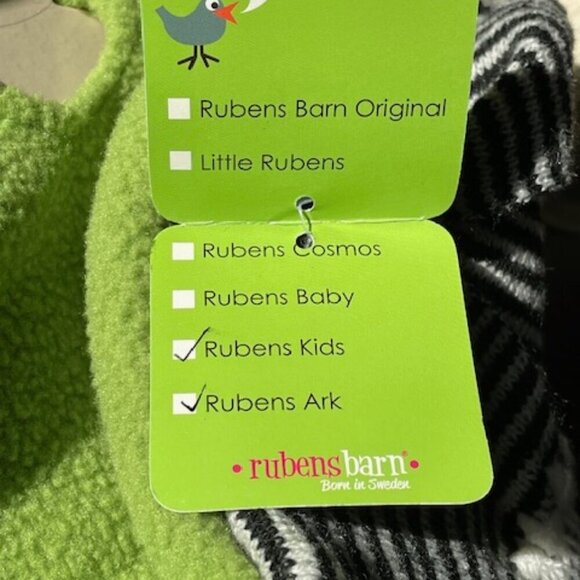 Rubens Barn Original
Little Rubens
Rubens Cosmos
Rubens Baby
Rubens Kids
Rubens Ark
• rubensbarn® •
Born in Sweden